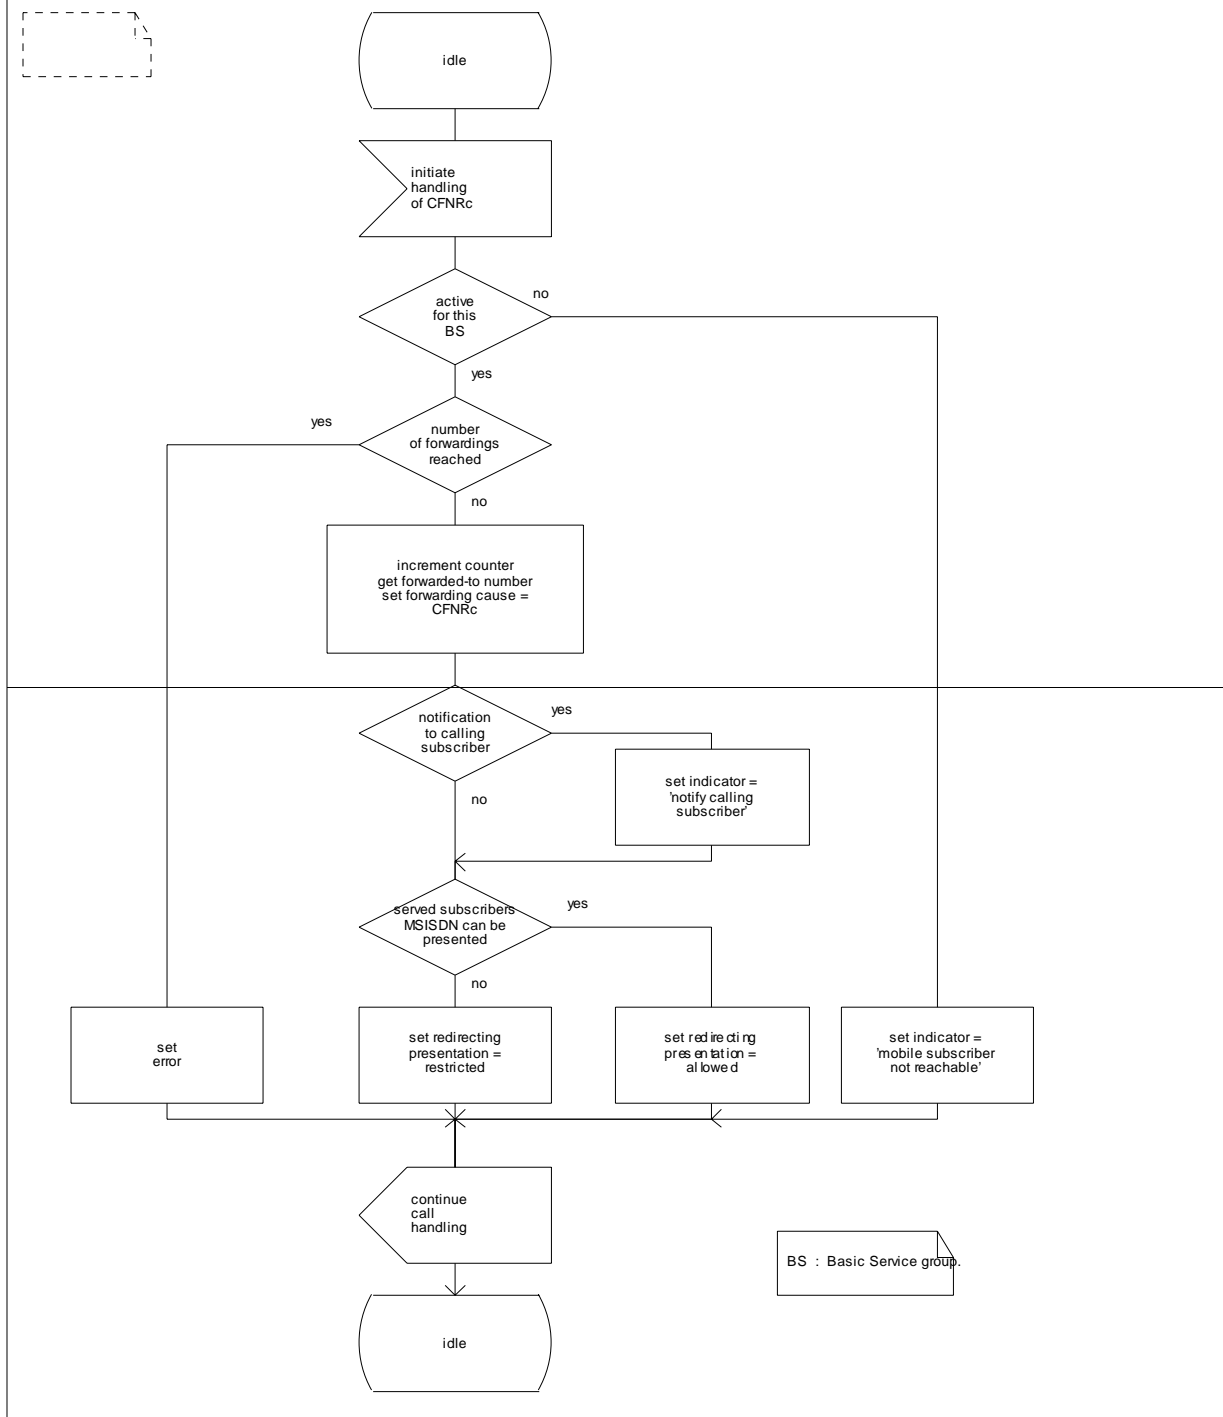 idle
initiate
handling
of CFNRc
no
active
for this
BS
yes
yes
number
of forwardings
reached
no
increment counter
get forwarded-to number
set forwarding cause =
CFNRc
yes
notification
to calling
subscriber
set indicator =
'notify calling
subscriber'
no
served subscribers
MSISDN can be
presented
yes
no
set
error
set redirecting
presentation =
restricted
set redirecting
presentation =
allowed
set indicator =
'mobile subscriber
not reachable'
continue
call
handling
BS : Basic Service group.
idle